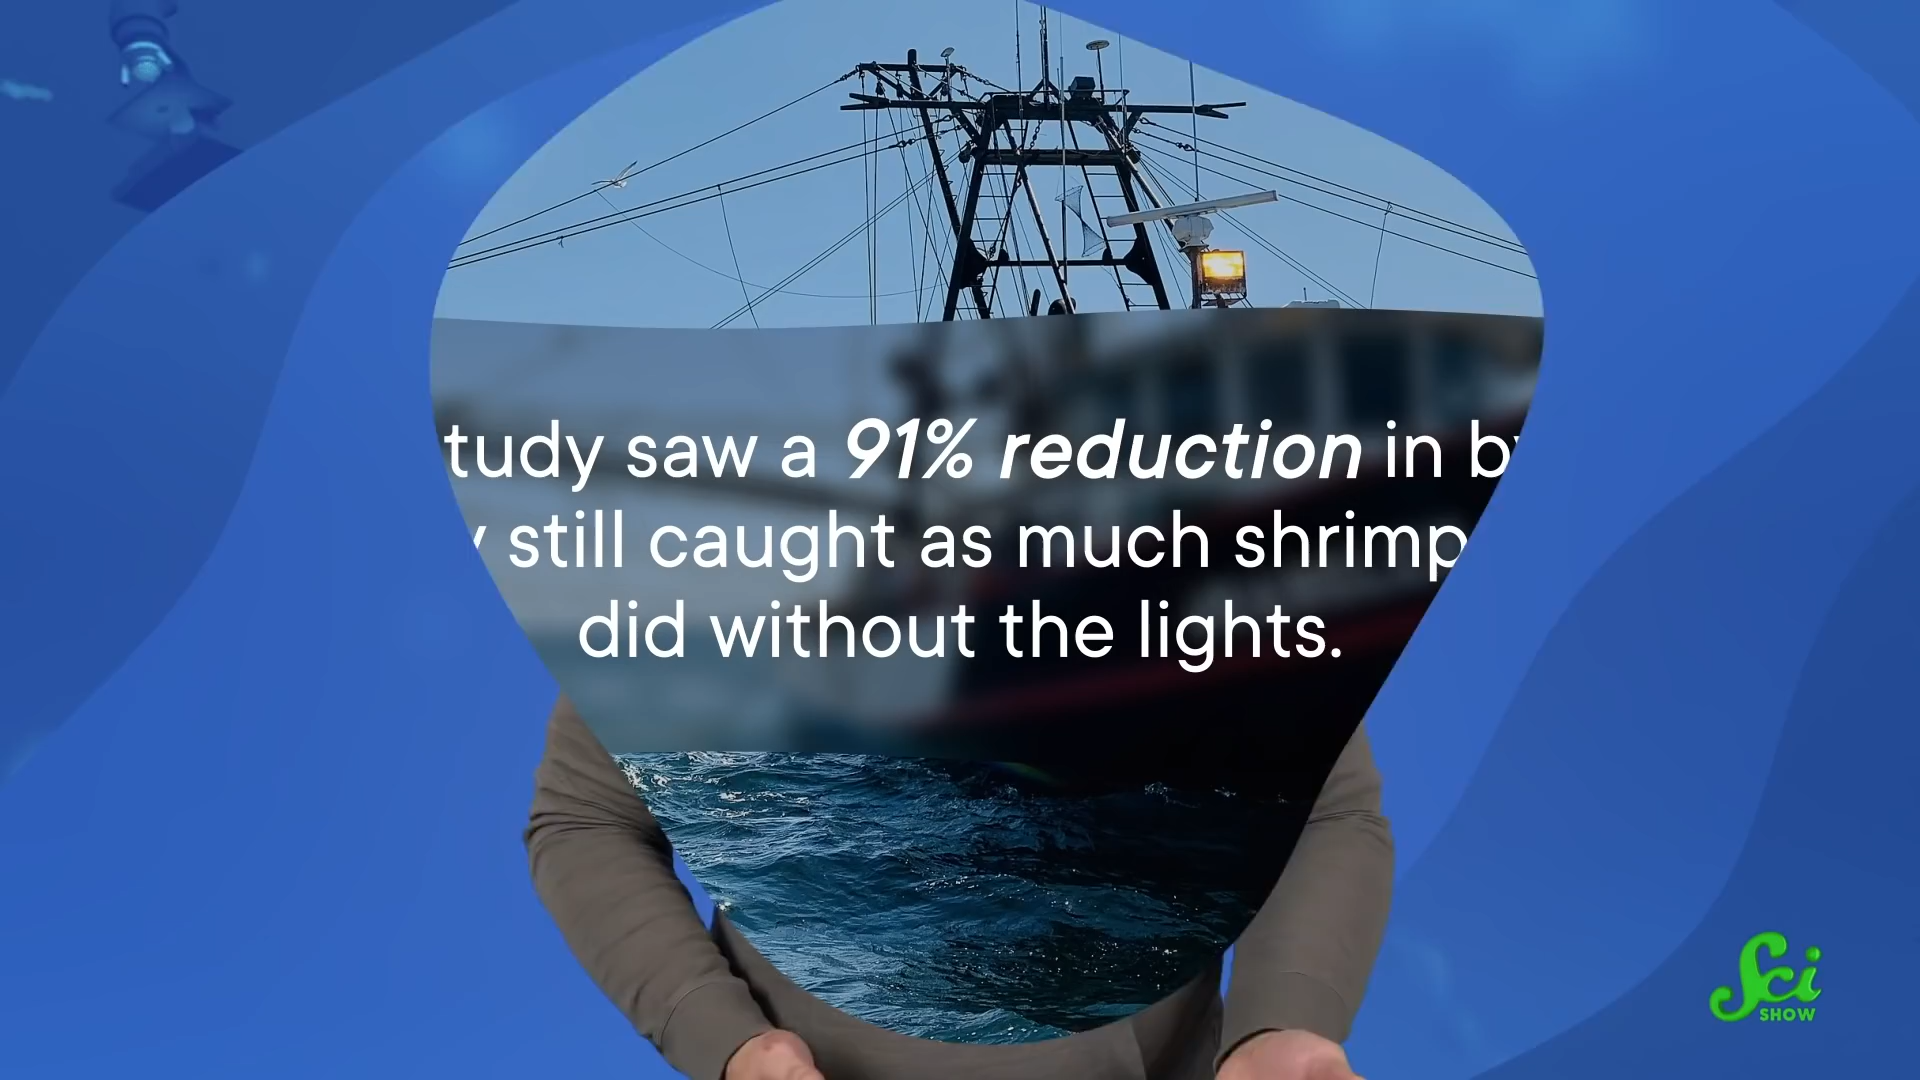 tudy saw a 91% reduction in
still caught as much shrimp
did without the lights.
Sci
SHOW